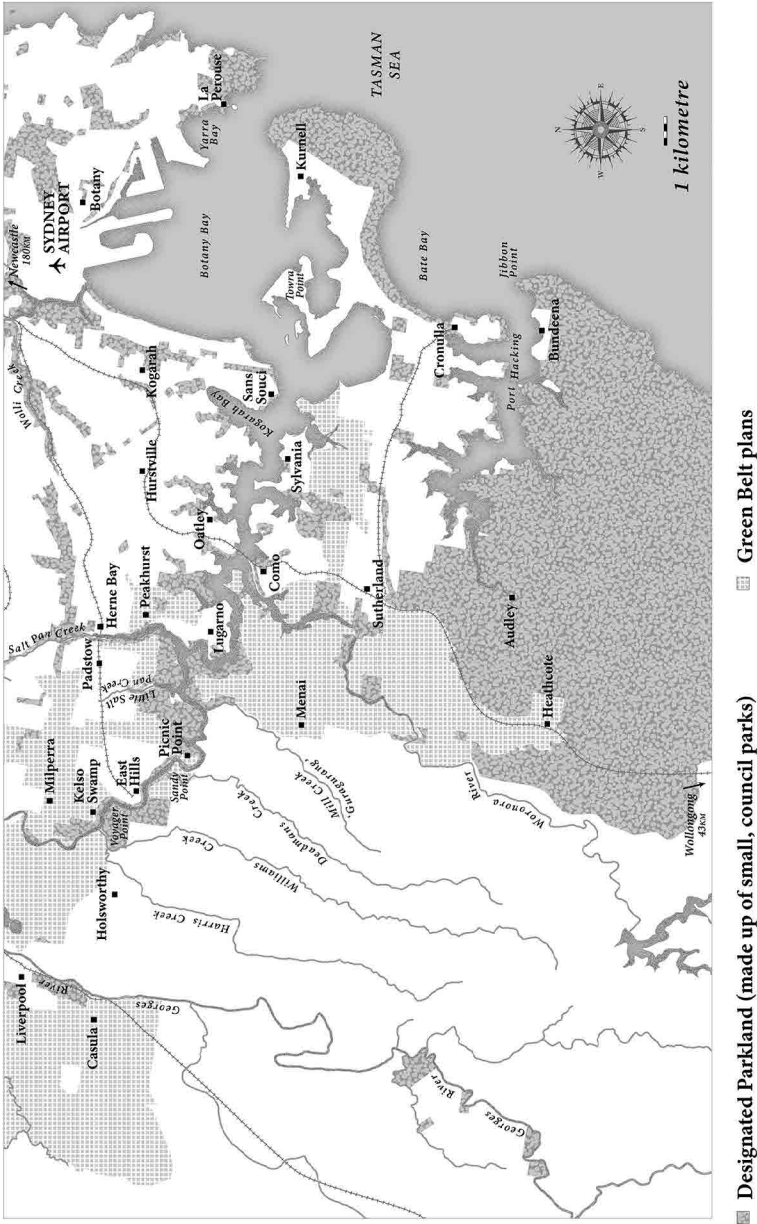 Liverpool
River
Casula
Georges
Georges
River
Holsworthy
Harris Creek
Williams
Creek
Deadmans
Creek
Mill Creek
Milperra
Kelso
Swamp
East
Hills
Voyager
Point
Sandy
Point
Picnic
Point
Little Salt
Pan Creek
Padstow
Salt Pan Creek
Herne Bay
Peakhurst
Lugarno
Menai
Woronora
River
Heathcote
Wollongong
43KM
Audley
Sutherland
Como
Oatley
Hurstville
Wolli Creek
Kogarah
Kogarah Bay
Sans
Souci
Sylvania
Newcastle
180KM
SYDNEY
AIRPORT
Botany
Botany Bay
Yarra
Bay
La
Perouse
Towra
Point
Kurnell
Cronulla
Bate Bay
Port Hacking
Jibbon
Point
Bundeena
TASMAN
SEA
N
E
S
W
1 kilometre
Designated Parkland (made up of small, council parks)
Green Belt plans